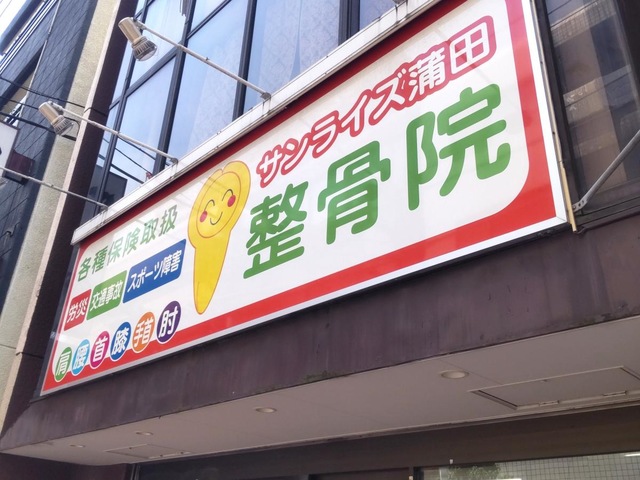 サンライズ蒲田
整骨院
各種保険取扱
労災 交通事故 スポーツ障害
肩 腰 首 膝 手首 肘